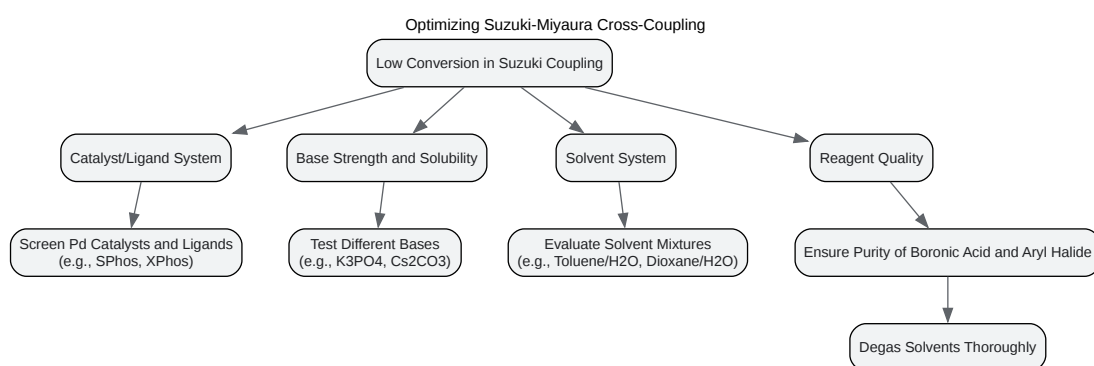 Optimizing Suzuki-Miyaura Cross-Coupling
Low Conversion in Suzuki Coupling
Catalyst/Ligand System
Base Strength and Solubility
Solvent System
Reagent Quality
Screen Pd Catalysts and Ligands
(e.g., SPhos, XPhos)
Test Different Bases
(e.g., K3PO4, Cs2CO3)
Evaluate Solvent Mixtures
(e.g., Toluene/H2O, Dioxane/H2O)
Ensure Purity of Boronic Acid and Aryl Halide
Degas Solvents Thoroughly